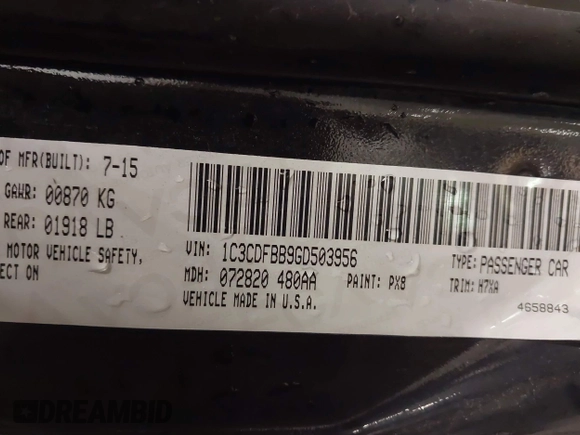 OF MFR(BUILT): 7-15
GAWR: 00870 KG
REAR: 01918 LB
MOTOR VEHICLE SAFETY,
ECT ON
VIN: 1C3CDFBB9GD503956
MDH: 072820 480AA PAINT: PX8
VEHICLE MADE IN U.S.A.
TYPE: PASSENGER CAR
TRIM: H7XA
4658843
DREAMBID